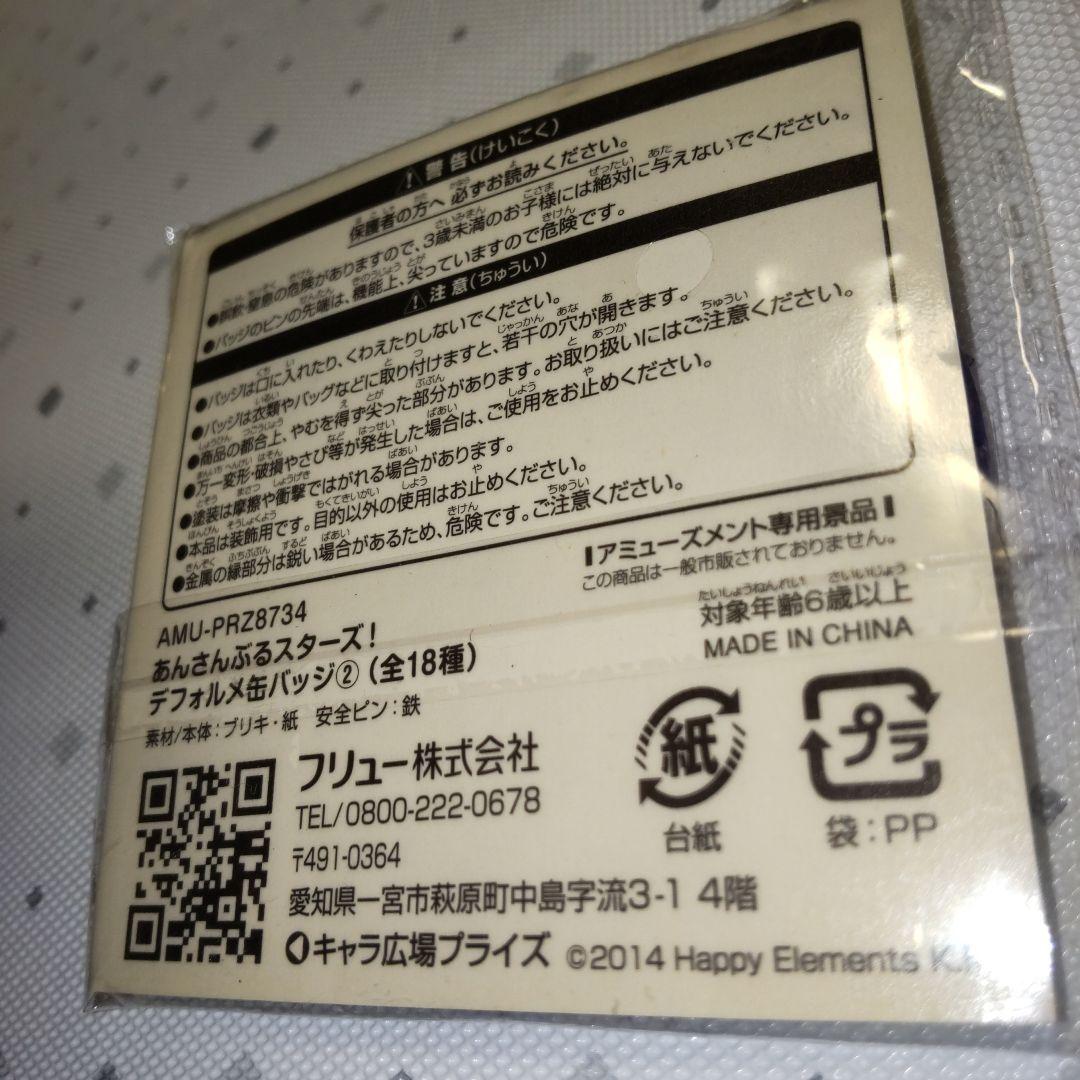 警告(けいこく)
保護者の方へ 必ずお読みください。
●誤飲・窒息の危険がありますので、3歳未満のお子様には絶対に与えないでください。
●バッジのピンの先端は、機能上、尖っていますので危険です。
注意(ちゅうい)
●バッジは口に入れたり、くわえたりしないでください。
●バッジは衣類やバッグなどに取り付けますと、若干の穴が開きます。
●商品の都合上、やむを得ず尖った部分があります。お取り扱いにはご注意ください。
●万一変形・破損やさび等が発生した場合は、ご使用をお止めください。
●塗装は摩擦や衝撃ではがれる場合があります。
●本品は装飾用です。目的以外の使用はお止めください。
●金属の縁部分は鋭い場合があるため、危険です。ご注意ください。
アミューズメント専用景品
この商品は一般市販されておりません。
対象年齢6歳以上
MADE IN CHINA
AMU-PRZ8734
あんさんぶるスターズ!
デフォルメ缶バッジ②(全18種)
素材/本体:ブリキ・紙 安全ピン:鉄
フリュー株式会社
TEL/0800-222-0678
〒491-0364
愛知県一宮市萩原町中島字流3-1 4階
キャラ広場プライズ ©2014 Happy Elements K.
紙
台紙
プラ
袋:PP